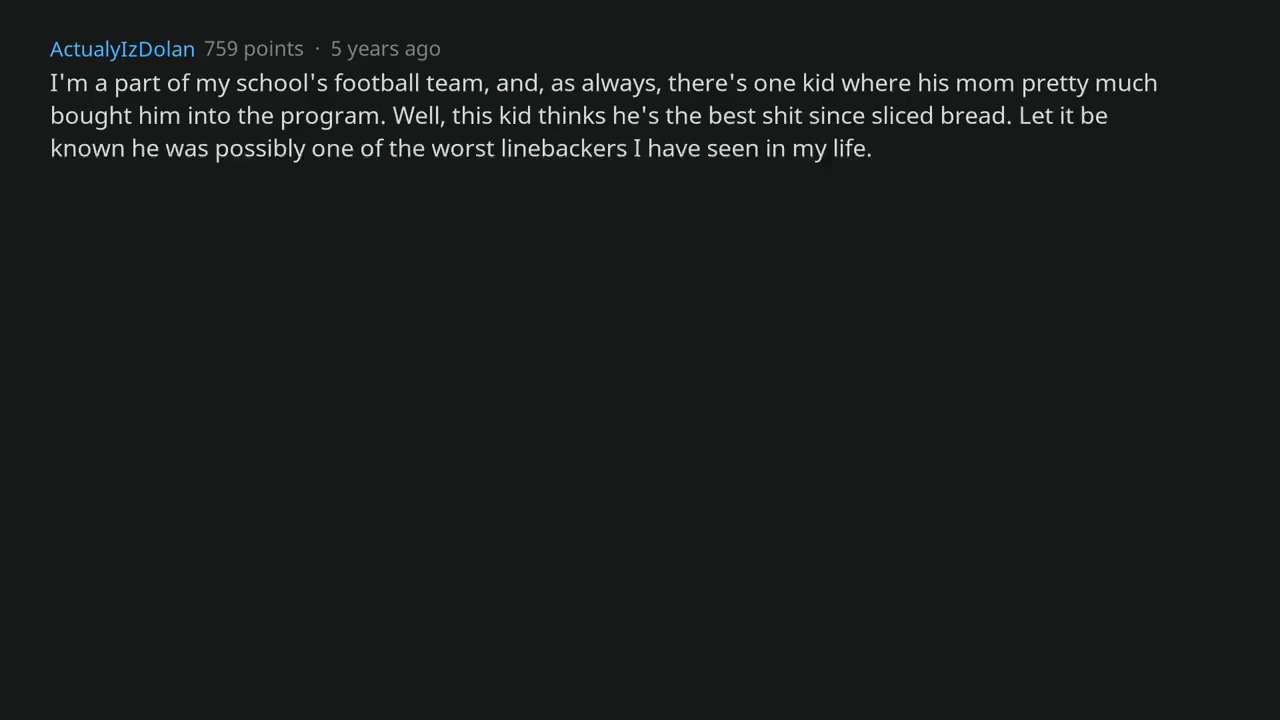 ActualyIzDolan 759 points · 5 years ago
I'm a part of my school's football team, and, as always, there's one kid where his mom pretty much
bought him into the program. Well, this kid thinks he's the best shit since sliced bread. Let it be
known he was possibly one of the worst linebackers I have seen in my life.